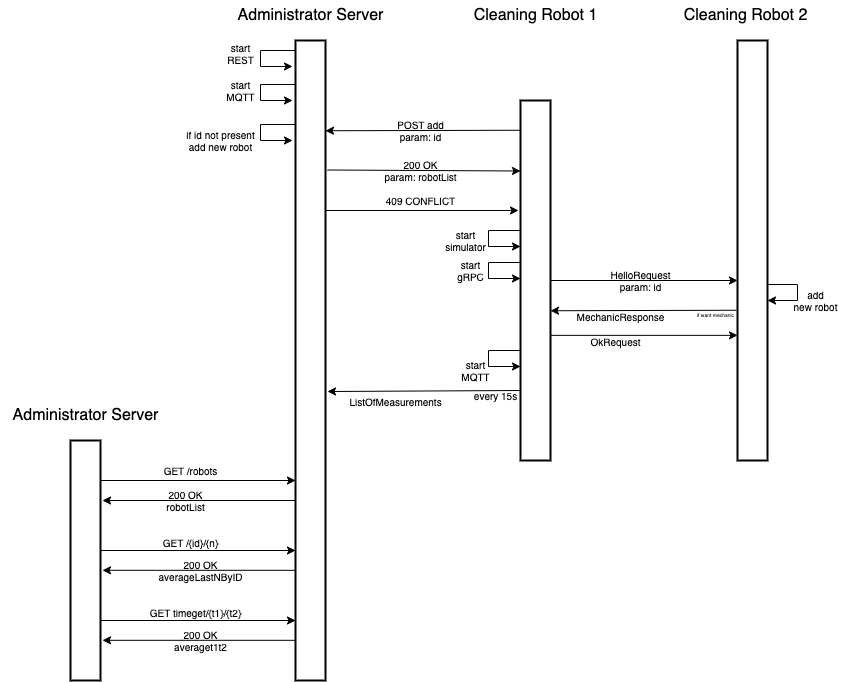 Administrator Server
Cleaning Robot 1
Cleaning Robot 2
start
REST
start
MQTT
if id not present
add new robot
POST add
param: id
200 OK
param: robotList
409 CONFLICT
start
simulator
start
gRPC
HelloRequest
param: id
add
new robot
if want mechanic
MechanicResponse
OkRequest
start
MQTT
every 15s
ListOfMeasurements
Administrator Server
GET /robots
200 OK
robotList
GET /{id}/{n}
200 OK
averageLastNByID
GET timeget/{t1}/{t2}
200 OK
averaget1t2